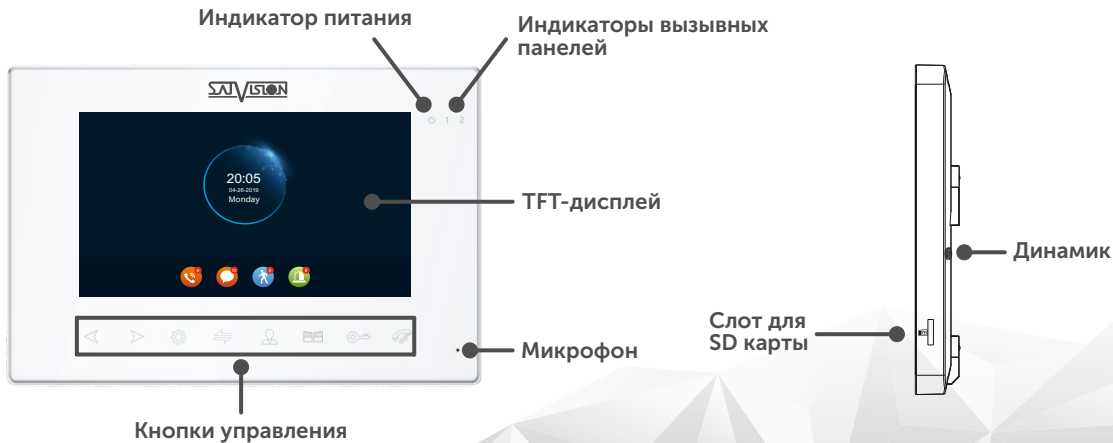 Индикатор питания
Индикаторы вызывных
панелей
SATVISION
1 2
20:05
04-26-2019
Monday
TFT-дисплей
Динамик
Слот для
SD карты
Микрофон
Кнопки управления